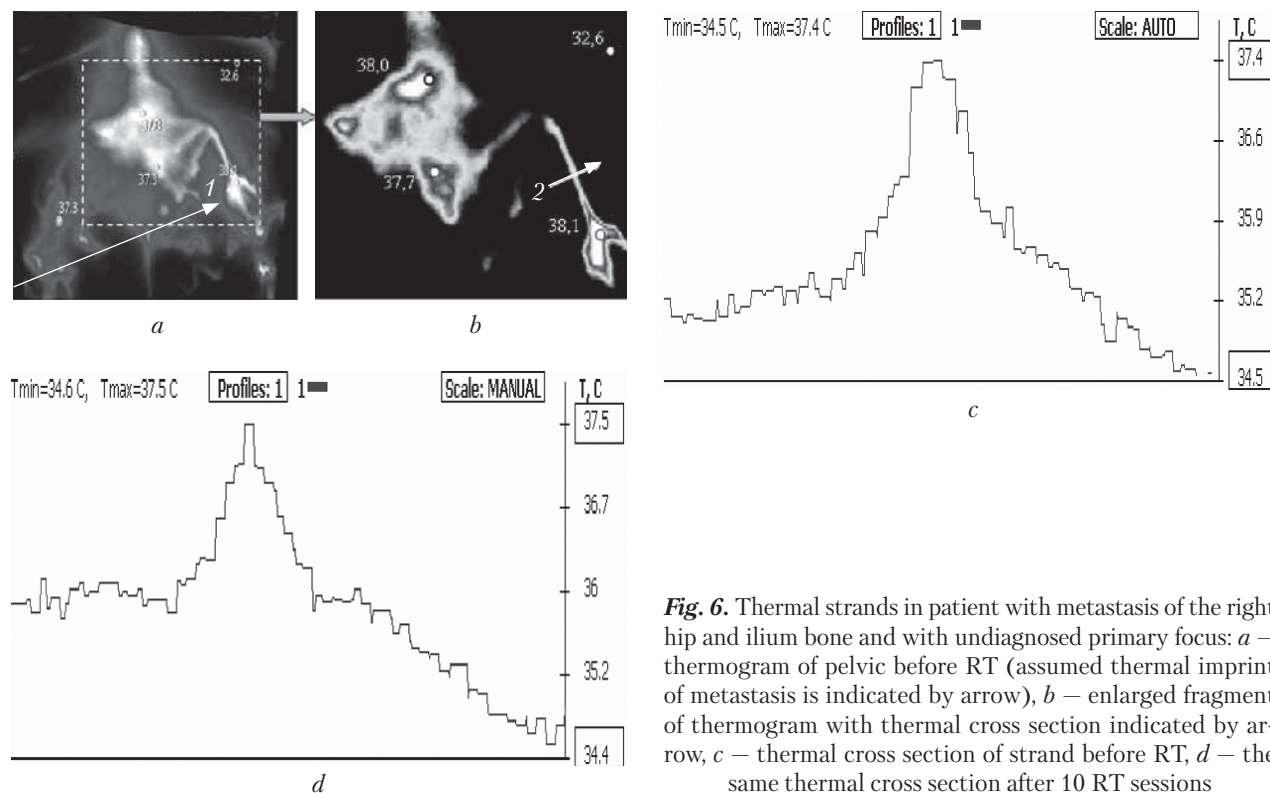 32.6
37.8
37.3
37.3
1
a
32,6
38,0
37,7
2
38,1
b
Tmin=34.5 C, Tmax=37.4 C Profiles: 1 1 Scale: AUTO T, C
37.4
36.6
35.9
35.2
34.5
c
Tmin=34.6 C, Tmax=37.5 C Profiles: 1 1 Scale: MANUAL T, C
37.5
36.7
36
35.2
34.4
d
Fig. 6. Thermal strands in patient with metastasis of the right
hip and ilium bone and with undiagnosed primary focus: a —
thermogram of pelvic before RT (assumed thermal imprint
of metastasis is indicated by arrow), b — enlarged fragment
of thermogram with thermal cross section indicated by ar-
row, c — thermal cross section of strand before RT, d — the
same thermal cross section after 10 RT sessions